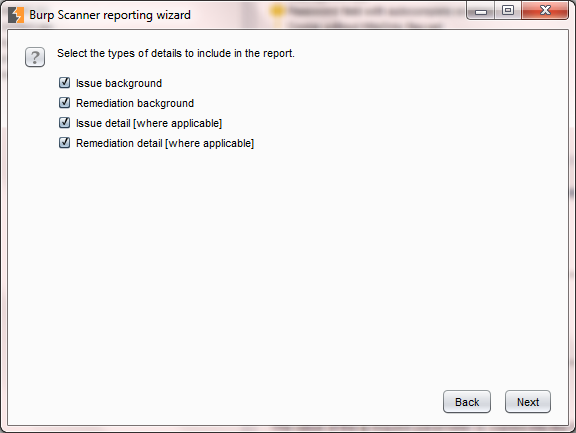 Burp Scanner reporting wizard
Select the types of details to include in the report.
Issue background
Remediation background
Issue detail [where applicable]
Remediation detail [where applicable]
Back
Next